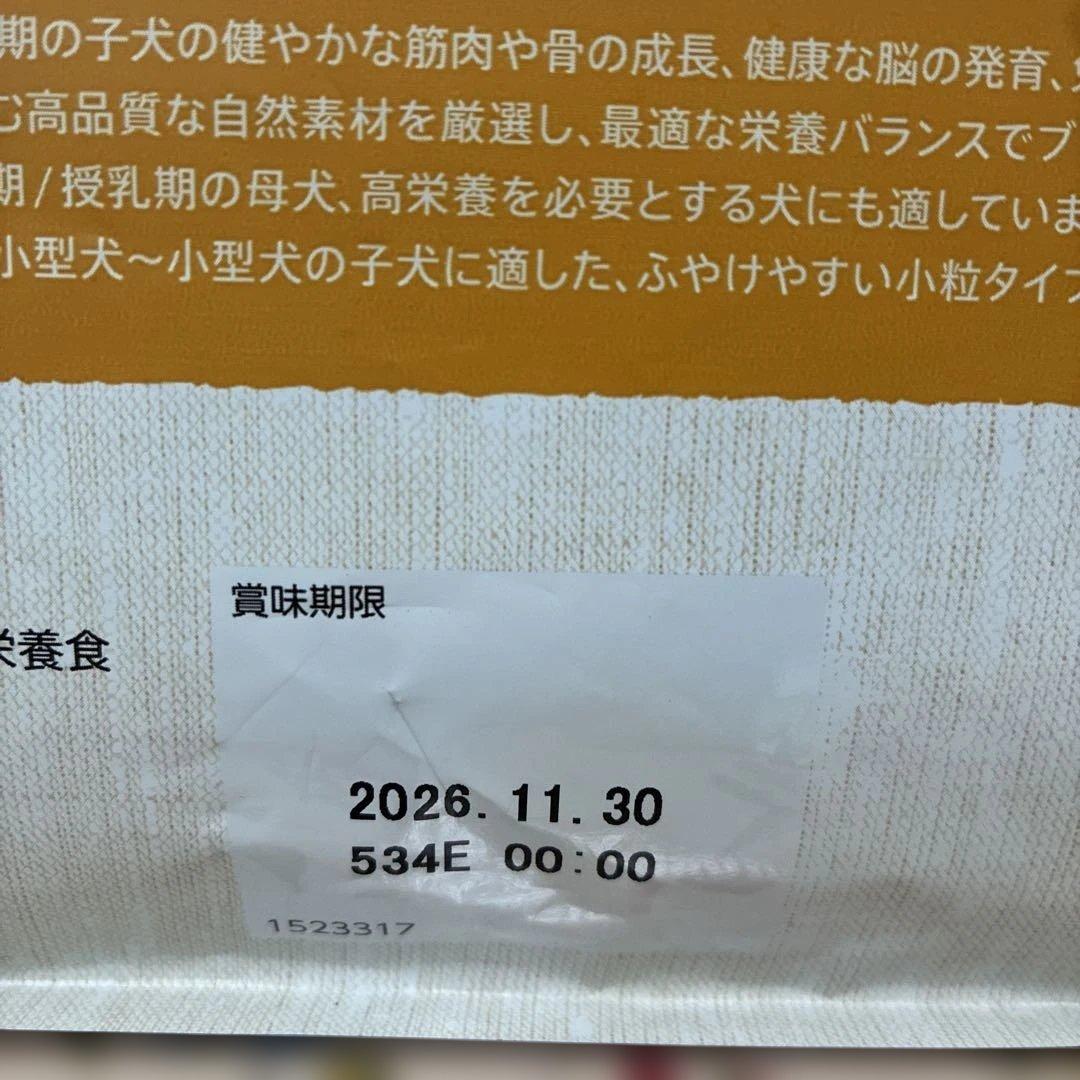 期の子犬の健やかな筋肉や骨の成長、健康な脳の発育、
む高品質な自然素材を厳選し、最適な栄養バランスでブ
期/授乳期の母犬、高栄養を必要とする犬にも適していま
小型犬～小型犬の子犬に適した、ふやけやすい小粒タイプ
栄養食
賞味期限
2026.11.30
534E 00:00
1523317